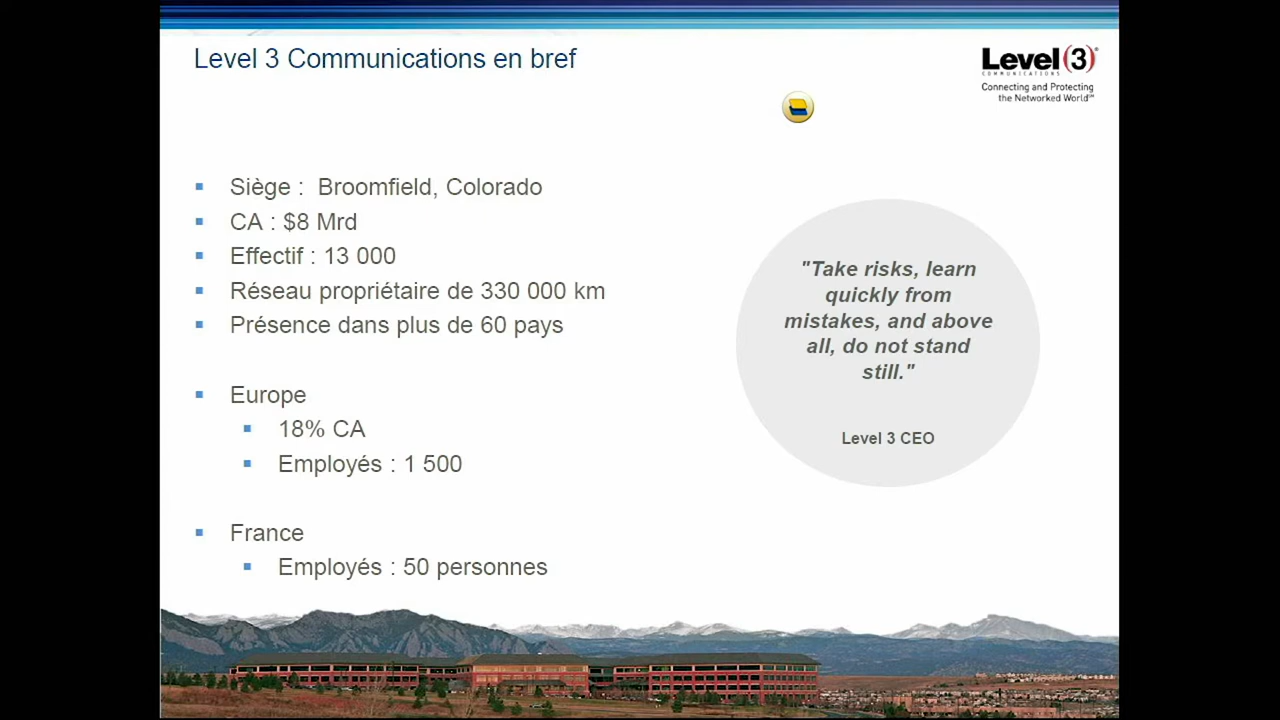 Level 3 Communications en bref
Level (3)®
COMMUNICATIONS
Connecting and Protecting
the Networked World℠
▪ Siège :  Broomfield, Colorado
▪ CA : $8 Mrd
▪ Effectif : 13 000
▪ Réseau propriétaire de 330 000 km
▪ Présence dans plus de 60 pays
▪ Europe
▪ 18% CA
▪ Employés : 1 500
▪ France
▪ Employés : 50 personnes
"Take risks, learn
quickly from
mistakes, and above
all, do not stand
still."
Level 3 CEO